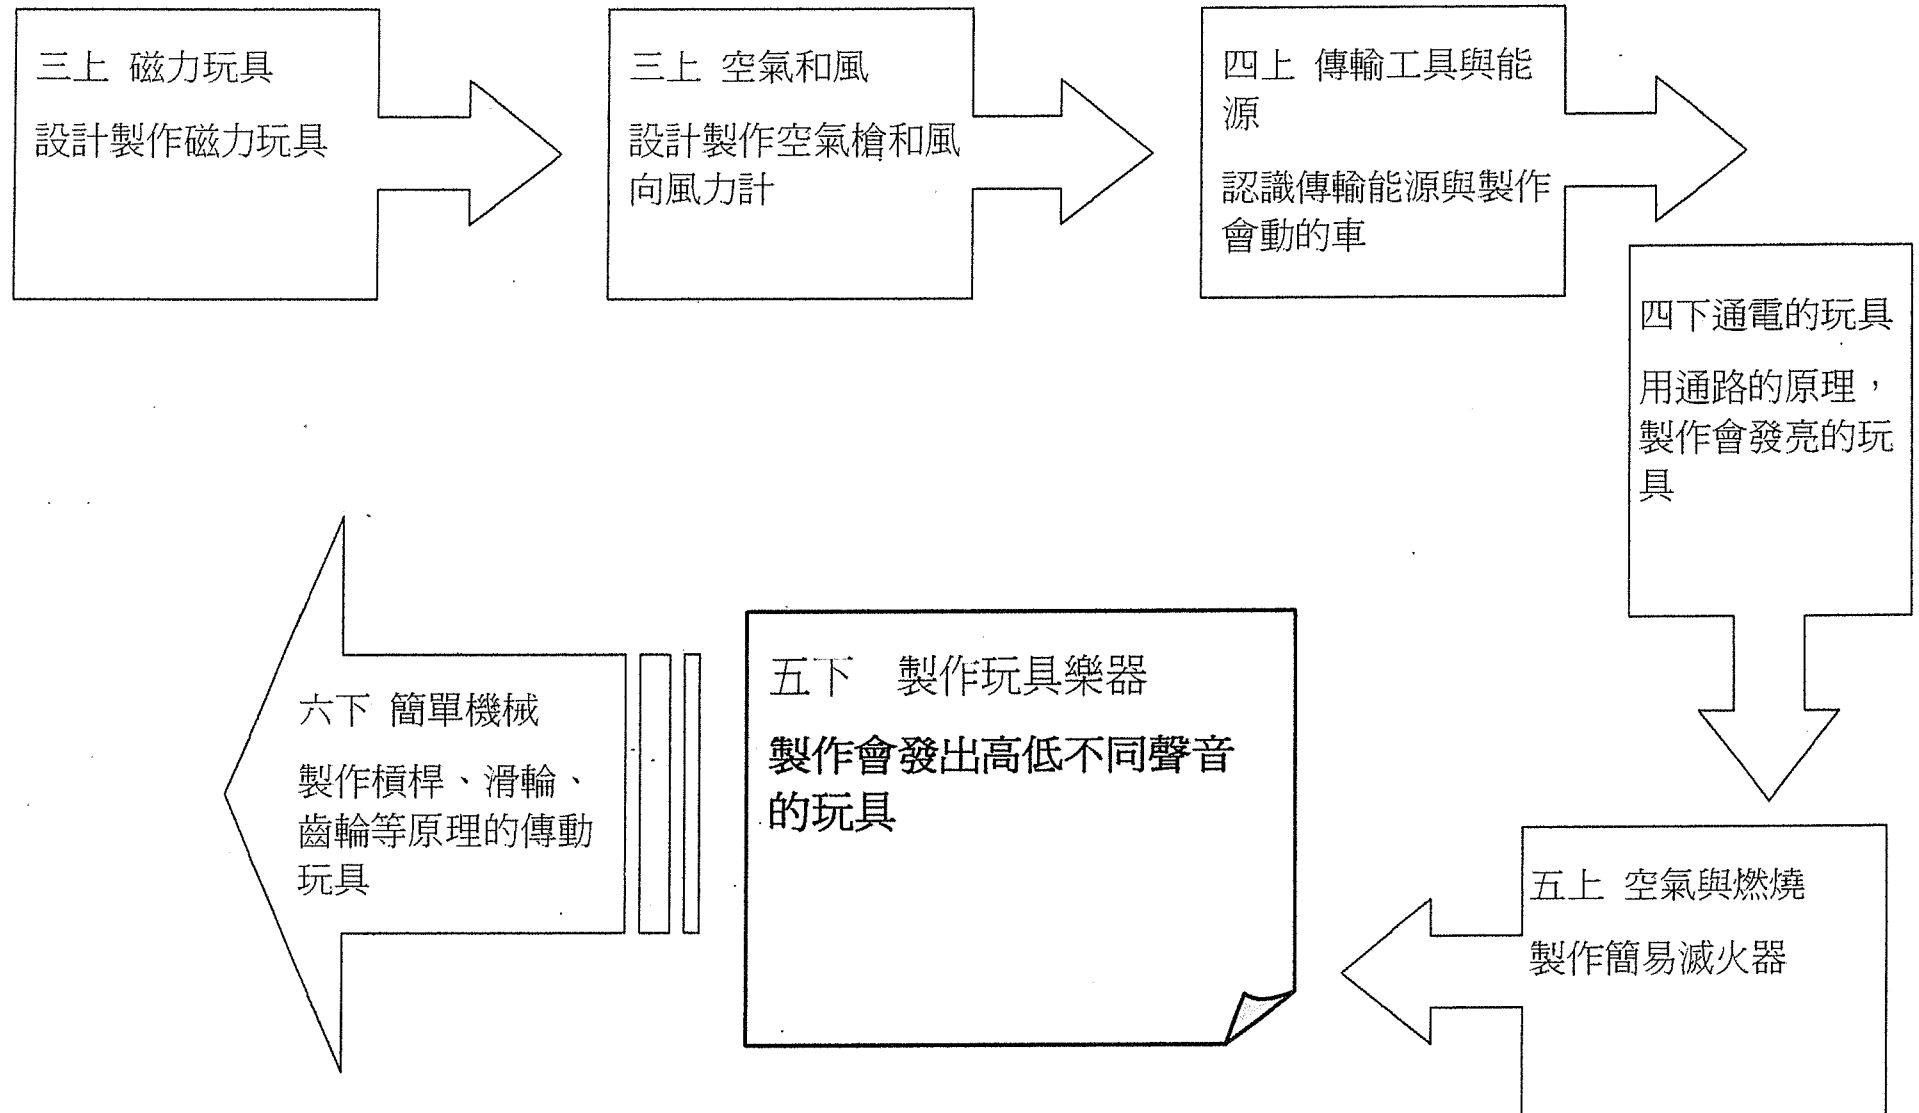 三上 磁力玩具
設計製作磁力玩具
三上 空氣和風
設計製作空氣槍和風
向風力計
四上 傳輸工具與能
源
認識傳輸能源與製作
會動的車
四下通電的玩具
用通路的原理，
製作會發亮的玩
具
五上 空氣與燃燒
製作簡易滅火器
五下 製作玩具樂器
製作會發出高低不同聲音
的玩具
六下 簡單機械
製作槓桿、滑輪、
齒輪等原理的傳動
玩具